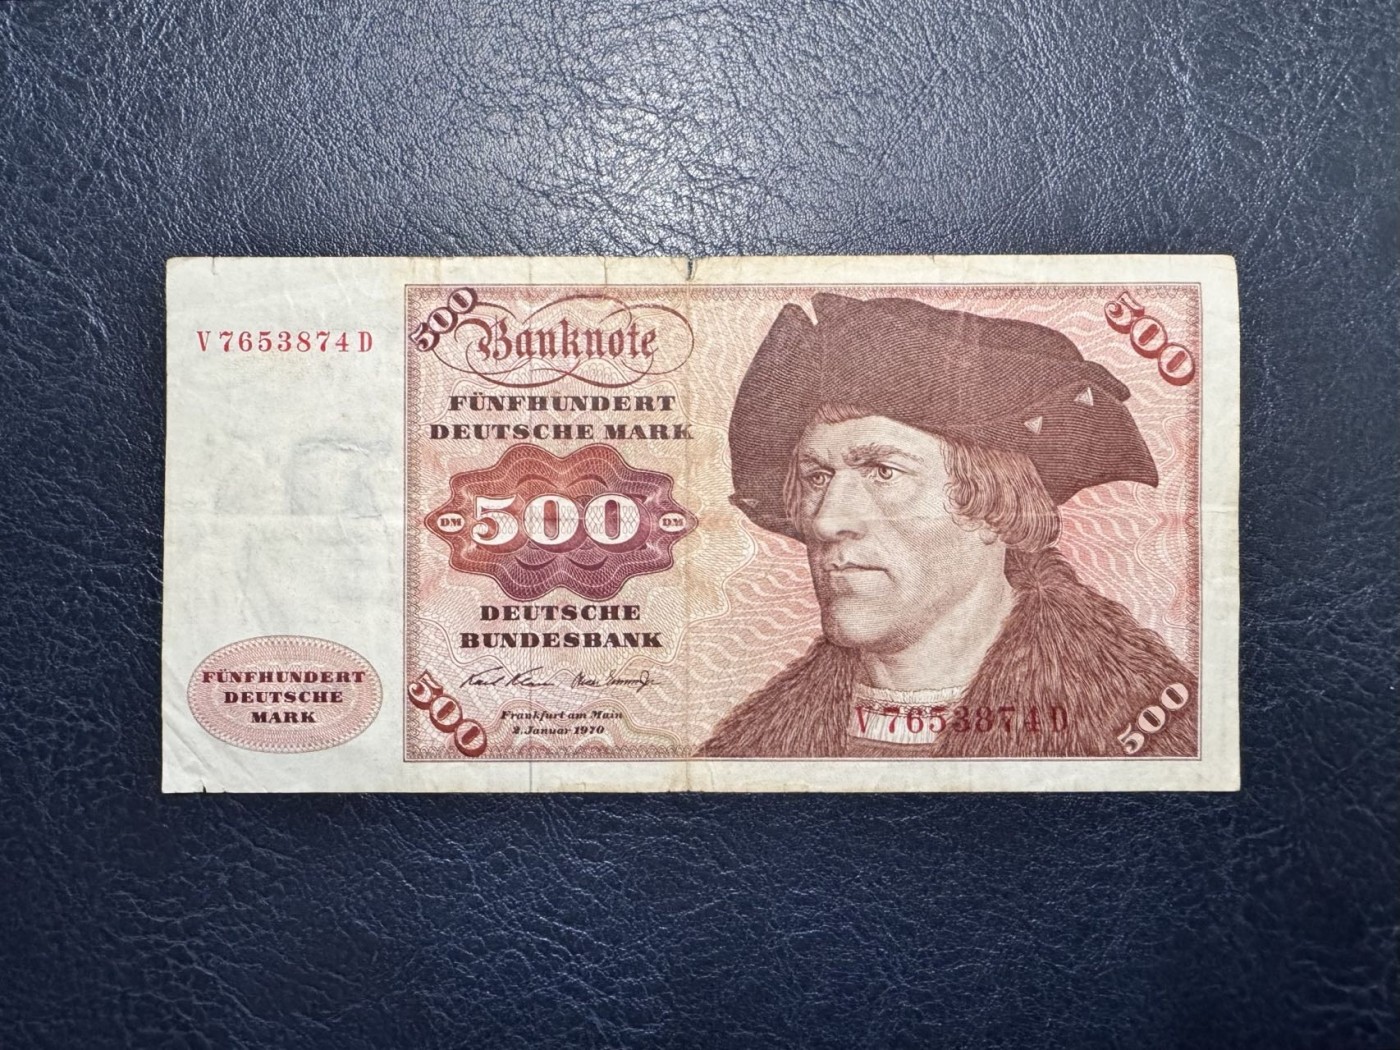 V7653874D
500
Banknote
500
FÜNFHUNDERT
DEUTSCHE MARK
DM 500 DM
DEUTSCHE
BUNDESBANK
FÜNFHUNDERT
DEUTSCHE
MARK
500
Frankfurt am Main
2. Januar 1970
V7653874D
500